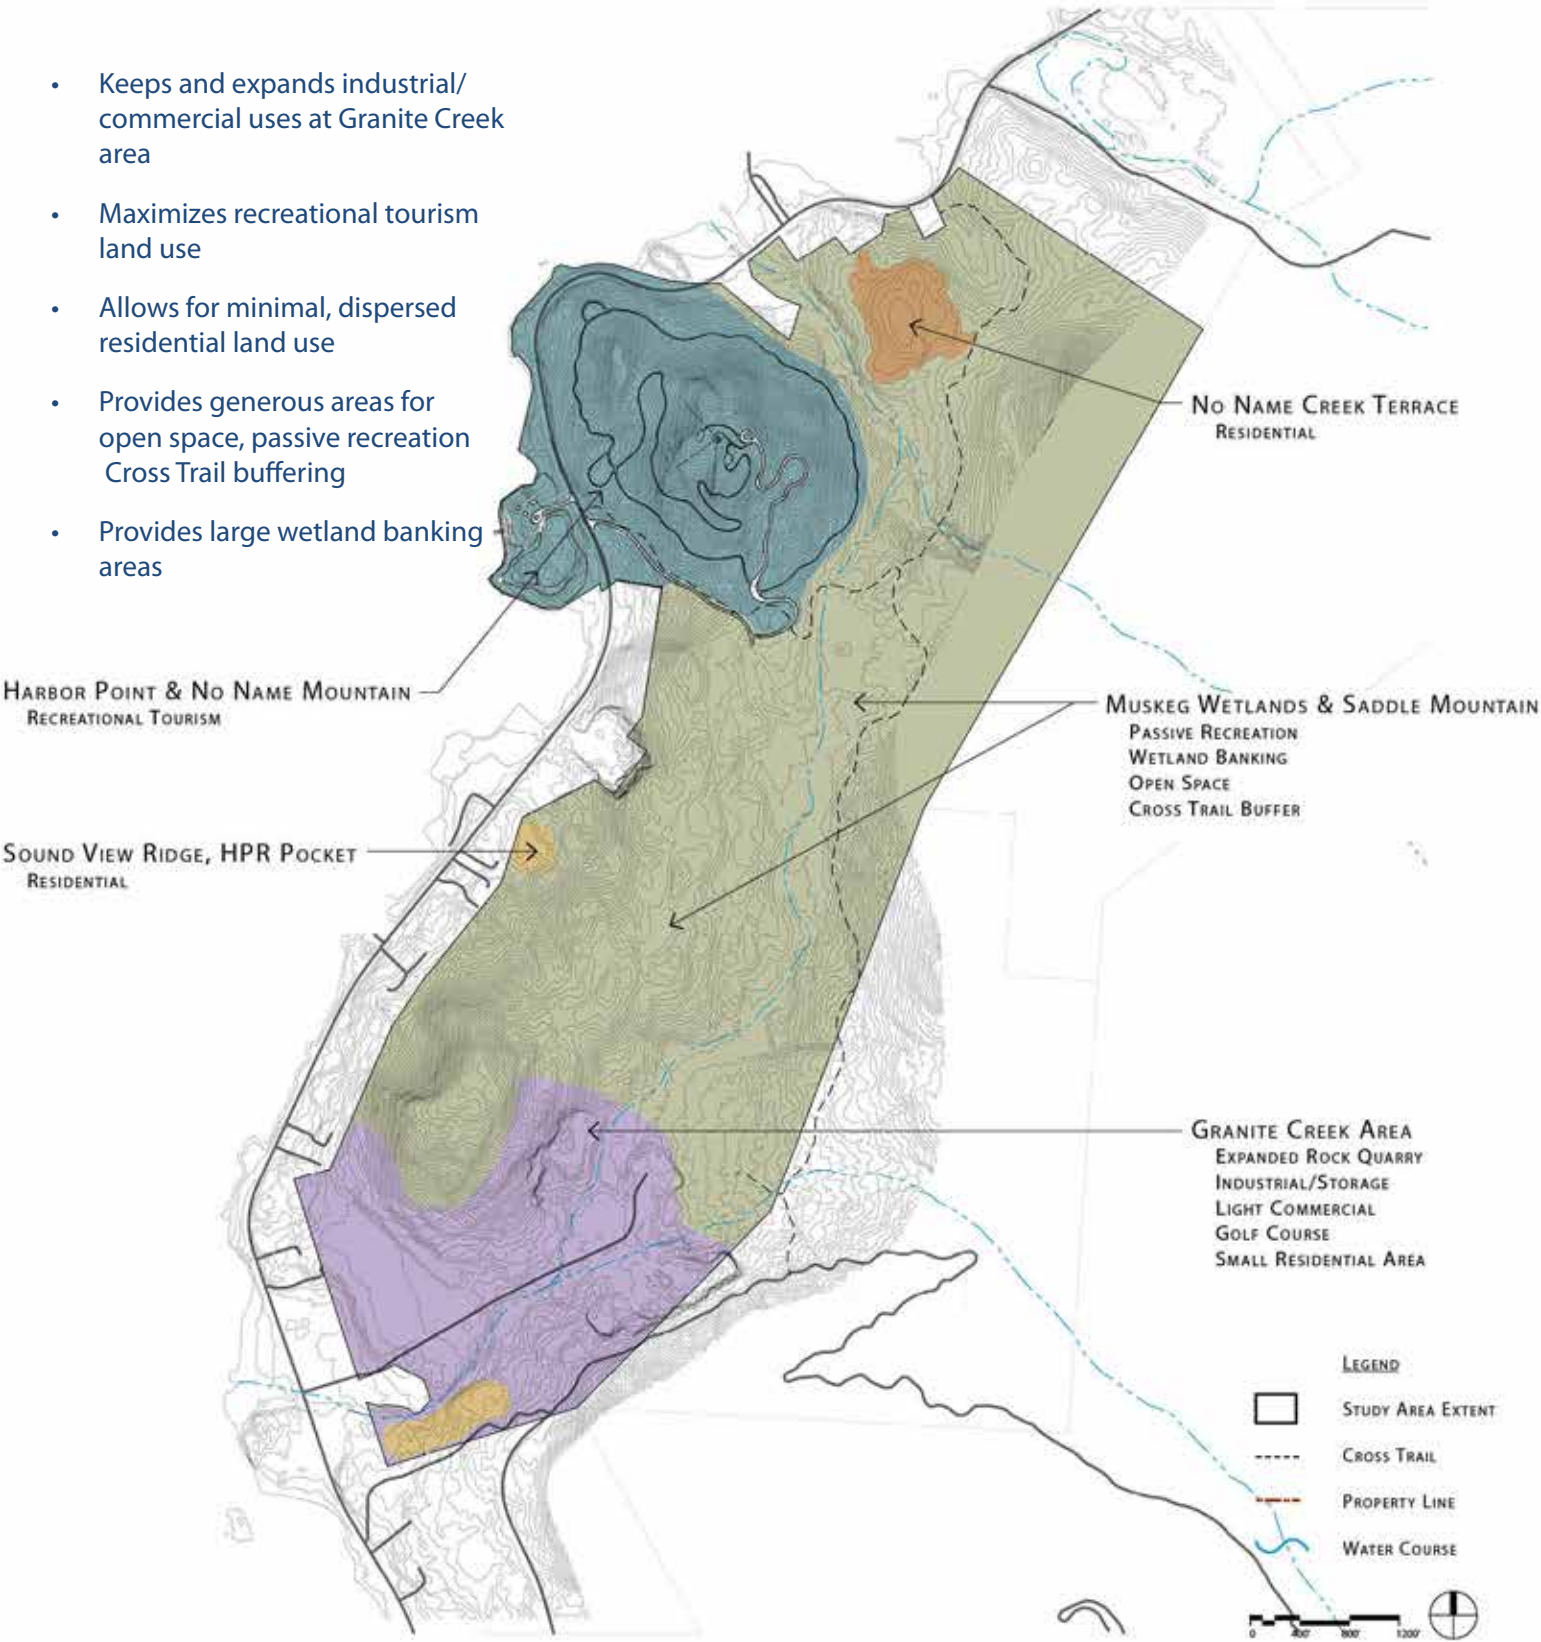 • Keeps and expands industrial/
commercial uses at Granite Creek
area
• Maximizes recreational tourism
land use
• Allows for minimal, dispersed
residential land use
• Provides generous areas for
open space, passive recreation
Cross Trail buffering
• Provides large wetland banking
areas
No Name Creek Terrace
Residential
Harbor Point & No Name Mountain
Recreational Tourism
Muskeg Wetlands & Saddle Mountain
Passive Recreation
Wetland Banking
Open Space
Cross Trail Buffer
Sound View Ridge, HPR Pocket
Residential
Granite Creek Area
Expanded Rock Quarry
Industrial/Storage
Light Commercial
Golf Course
Small Residential Area
Legend
Study Area Extent
Cross Trail
Property Line
Water Course
0 400' 800' 1200'